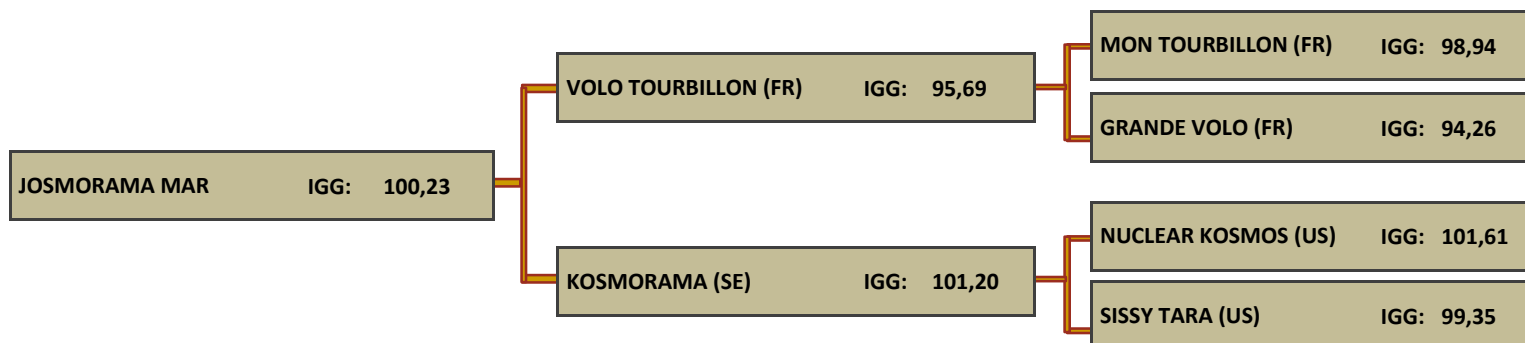 MON TOURBILLON (FR) IGG: 98,94
VOLO TOURBILLON (FR) IGG: 95,69
GRANDE VOLO (FR) IGG: 94,26
JOSMORAMA MAR IGG: 100,23
NUCLEAR KOSMOS (US) IGG: 101,61
KOSMORAMA (SE) IGG: 101,20
SISSY TARA (US) IGG: 99,35